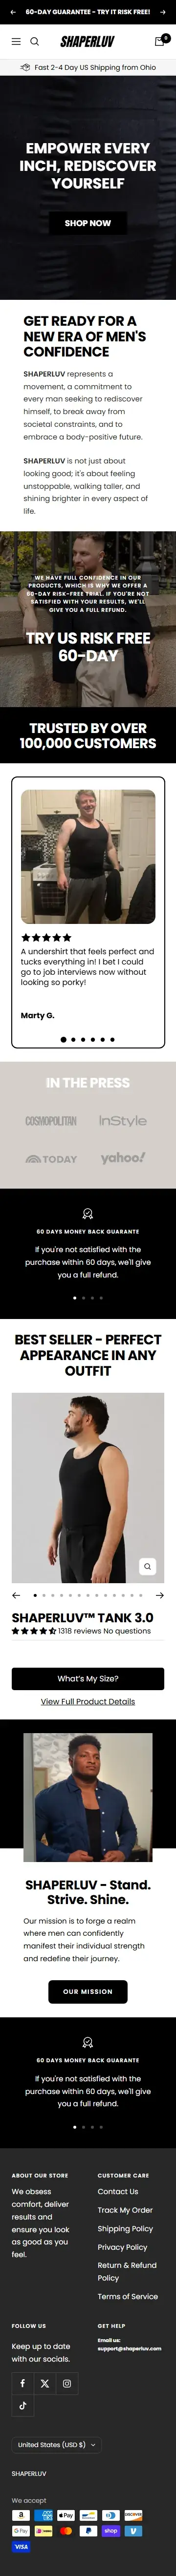 60-DAY GUARANTEE - TRY IT RISK FREE!
SHAPERLUV
0
Fast 2-4 Day US Shipping from Ohio
EMPOWER EVERY
INCH, REDISCOVER
YOURSELF
SHOP NOW
GET READY FOR A
NEW ERA OF MEN'S
CONFIDENCE
SHAPERLUV represents a
movement, a commitment to
every man seeking to rediscover
himself, to break away from
societal constraints, and to
embrace a body-positive future.
SHAPERLUV is not just about
looking good; it's about feeling
unstoppable, walking taller, and
shining brighter in every aspect of
life.
WE HAVE FULL CONFIDENCE IN OUR
PRODUCTS, WHICH IS WHY WE OFFER A
60-DAY RISK-FREE TRIAL. IF YOU'RE NOT
SATISFIED WITH YOUR RESULTS, WE'LL
GIVE YOU A FULL REFUND.
TRY US RISK FREE
60-DAY
TRUSTED BY OVER
100,000 CUSTOMERS
A undershirt that feels perfect and
tucks everything in! I bet I could
go to job interviews now without
looking so porky!
Marty G.
IN THE PRESS
COSMOPOLITAN
InStyle
TODAY
yahoo!
60 DAYS MONEY BACK GUARANTE
If you're not satisfied with the
purchase within 60 days, we'll give
you a full refund.
BEST SELLER - PERFECT
APPEARANCE IN ANY
OUTFIT
SHAPERLUV™ TANK 3.0
1318 reviews No questions
What's My Size?
View Full Product Details
SHAPERLUV - Stand.
Strive. Shine.
Our mission is to forge a realm
where men can confidently
manifest their individual strength
and redefine their journey.
OUR MISSION
60 DAYS MONEY BACK GUARANTE
If you're not satisfied with the
purchase within 60 days, we'll give
you a full refund.
ABOUT OUR STORE
We obsess
comfort, deliver
results and
ensure you look
as good as you
feel.
CUSTOMER CARE
Contact Us
Track My Order
Shipping Policy
Privacy Policy
Return & Refund
Policy
Terms of Service
FOLLOW US
Keep up to date
with our socials.
GET HELP
Email us:
support@shaperluv.com
United States (USD $)
SHAPERLUV
We accept
Pay
DISCOVER
G Pay
shop
VISA